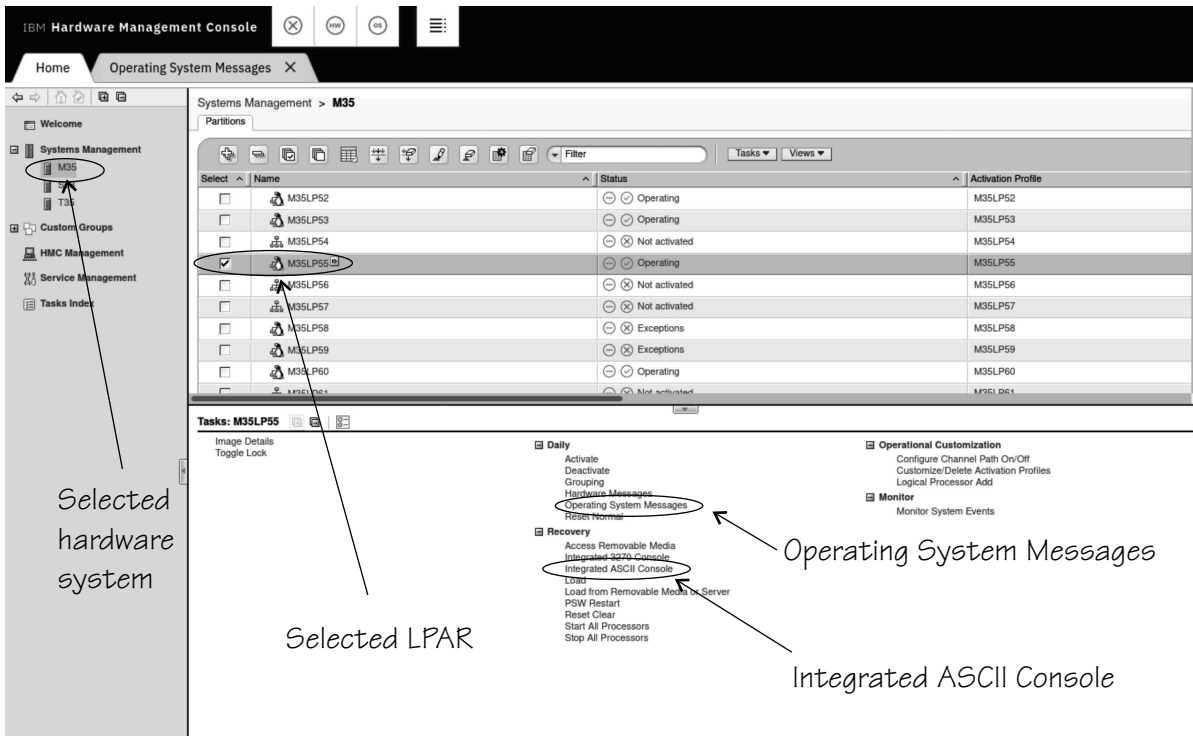 IBM Hardware Management Console
HW
OS
Home
Operating System Messages
Welcome
Systems Management
M35
T35
Custom Groups
HMC Management
Service Management
Tasks Index
Systems Management > M35
Partitions
Filter
Tasks
Views
Select Name Status Activation Profile
M35LP52 Operating M35LP52
M35LP53 Operating M35LP53
M35LP54 Not activated M35LP54
M35LP55 Operating M35LP55
M35LP56 Not activated M35LP56
M35LP57 Not activated M35LP57
M35LP58 Exceptions M35LP58
M35LP59 Exceptions M35LP59
M35LP60 Operating M35LP60
M35LP61 Not activated M35LP61
Tasks: M35LP55
Image Details
Toggle Lock
Daily
Activate
Deactivate
Grouping
Hardware Messages
Operating System Messages
Reset Normal
Recovery
Access Removable Media
Integrated 3270 Console
Integrated ASCII Console
Load
Load from Removable Media or Server
PSW Restart
Reset Clear
Start All Processors
Stop All Processors
Operational Customization
Configure Channel Path On/Off
Customize/Delete Activation Profiles
Logical Processor Add
Monitor
Monitor System Events
Selected
hardware
system
Selected LPAR
Operating System Messages
Integrated ASCII Console